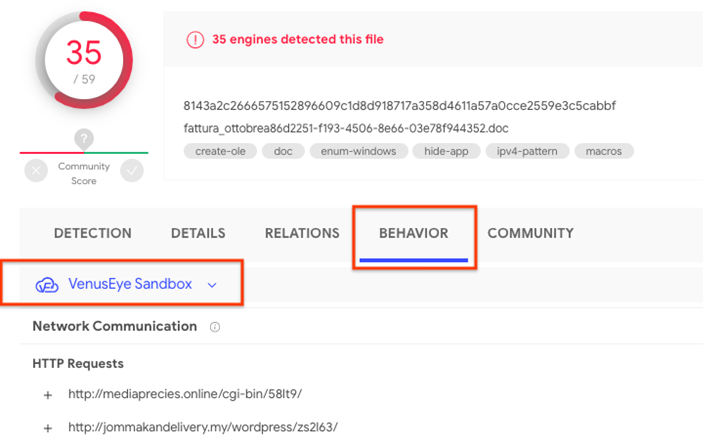 35
/ 59
?
Community
Score
35 engines detected this file
8143a2c2666575152896609c1d8d918717a358d4611a57a0cce2559e3c5cabbf
fattura_ottobrea86d2251-f193-4506-8e66-03e78f944352.doc
create-ole doc enum-windows hide-app ipv4-pattern macros
DETECTION DETAILS RELATIONS BEHAVIOR COMMUNITY
VenusEye Sandbox
Network Communication
HTTP Requests
+ http://mediaprecies.online/cgi-bin/58lt9/
+ http://jommakandelivery.my/wordpress/zs2l63/